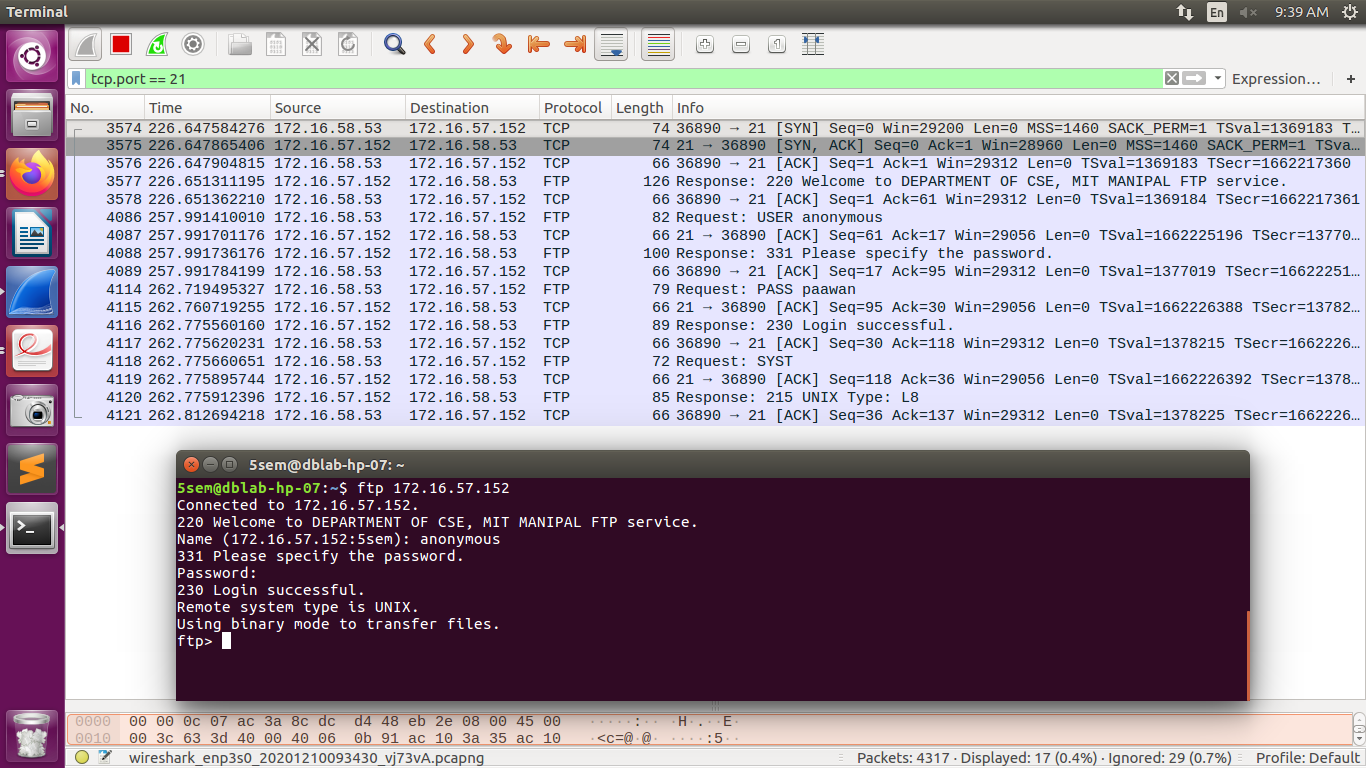 Terminal
En
9:39 AM
tcp.port == 21
Expression…
+
No. Time Source Destination Protocol Length Info
3574 226.647584276 172.16.58.53 172.16.57.152 TCP 74 36890 → 21 [SYN] Seq=0 Win=29200 Len=0 MSS=1460 SACK_PERM=1 TSval=1369183 T…
3575 226.647865406 172.16.57.152 172.16.58.53 TCP 74 21 → 36890 [SYN, ACK] Seq=0 Ack=1 Win=28960 Len=0 MSS=1460 SACK_PERM=1 TSva…
3576 226.647904815 172.16.58.53 172.16.57.152 TCP 66 36890 → 21 [ACK] Seq=1 Ack=1 Win=29312 Len=0 TSval=1369183 TSecr=1662217360
3577 226.651311195 172.16.57.152 172.16.58.53 FTP 126 Response: 220 Welcome to DEPARTMENT OF CSE, MIT MANIPAL FTP service.
3578 226.651362210 172.16.58.53 172.16.57.152 TCP 66 36890 → 21 [ACK] Seq=1 Ack=61 Win=29312 Len=0 TSval=1369184 TSecr=1662217361
4086 257.991410010 172.16.58.53 172.16.57.152 FTP 82 Request: USER anonymous
4087 257.991701176 172.16.57.152 172.16.58.53 TCP 66 21 → 36890 [ACK] Seq=61 Ack=17 Win=29056 Len=0 TSval=1662225196 TSecr=13770…
4088 257.991736176 172.16.57.152 172.16.58.53 FTP 100 Response: 331 Please specify the password.
4089 257.991784199 172.16.58.53 172.16.57.152 TCP 66 36890 → 21 [ACK] Seq=17 Ack=95 Win=29312 Len=0 TSval=1377019 TSecr=16622251…
4114 262.719495327 172.16.58.53 172.16.57.152 FTP 79 Request: PASS paawan
4115 262.760719255 172.16.57.152 172.16.58.53 TCP 66 21 → 36890 [ACK] Seq=95 Ack=30 Win=29056 Len=0 TSval=1662226388 TSecr=13782…
4116 262.775560160 172.16.57.152 172.16.58.53 FTP 89 Response: 230 Login successful.
4117 262.775620231 172.16.58.53 172.16.57.152 TCP 66 36890 → 21 [ACK] Seq=30 Ack=118 Win=29312 Len=0 TSval=1378215 TSecr=1662226…
4118 262.775660651 172.16.58.53 172.16.57.152 FTP 72 Request: SYST
4119 262.775895744 172.16.57.152 172.16.58.53 TCP 66 21 → 36890 [ACK] Seq=118 Ack=36 Win=29056 Len=0 TSval=1662226392 TSecr=1378…
4120 262.775912396 172.16.57.152 172.16.58.53 FTP 85 Response: 215 UNIX Type: L8
4121 262.812694218 172.16.58.53 172.16.57.152 TCP 66 36890 → 21 [ACK] Seq=36 Ack=137 Win=29312 Len=0 TSval=1378225 TSecr=1662226…
5sem@dblab-hp-07: ~
5sem@dblab-hp-07:~$ ftp 172.16.57.152
Connected to 172.16.57.152.
220 Welcome to DEPARTMENT OF CSE, MIT MANIPAL FTP service.
Name (172.16.57.152:5sem): anonymous
331 Please specify the password.
Password:
230 Login successful.
Remote system type is UNIX.
Using binary mode to transfer files.
ftp>
0000 00 00 0c 07 ac 3a 8c dc d4 48 eb 2e 08 00 45 00 ·····:·· ·H·.··E·
0010 00 3c 63 3d 40 00 40 06 0b 91 ac 10 3a 35 ac 10 ·<c=@·@· ····:5··
wireshark_enp3s0_20201210093430_vj73vA.pcapng
Packets: 4317 · Displayed: 17 (0.4%) · Ignored: 29 (0.7%)
Profile: Default